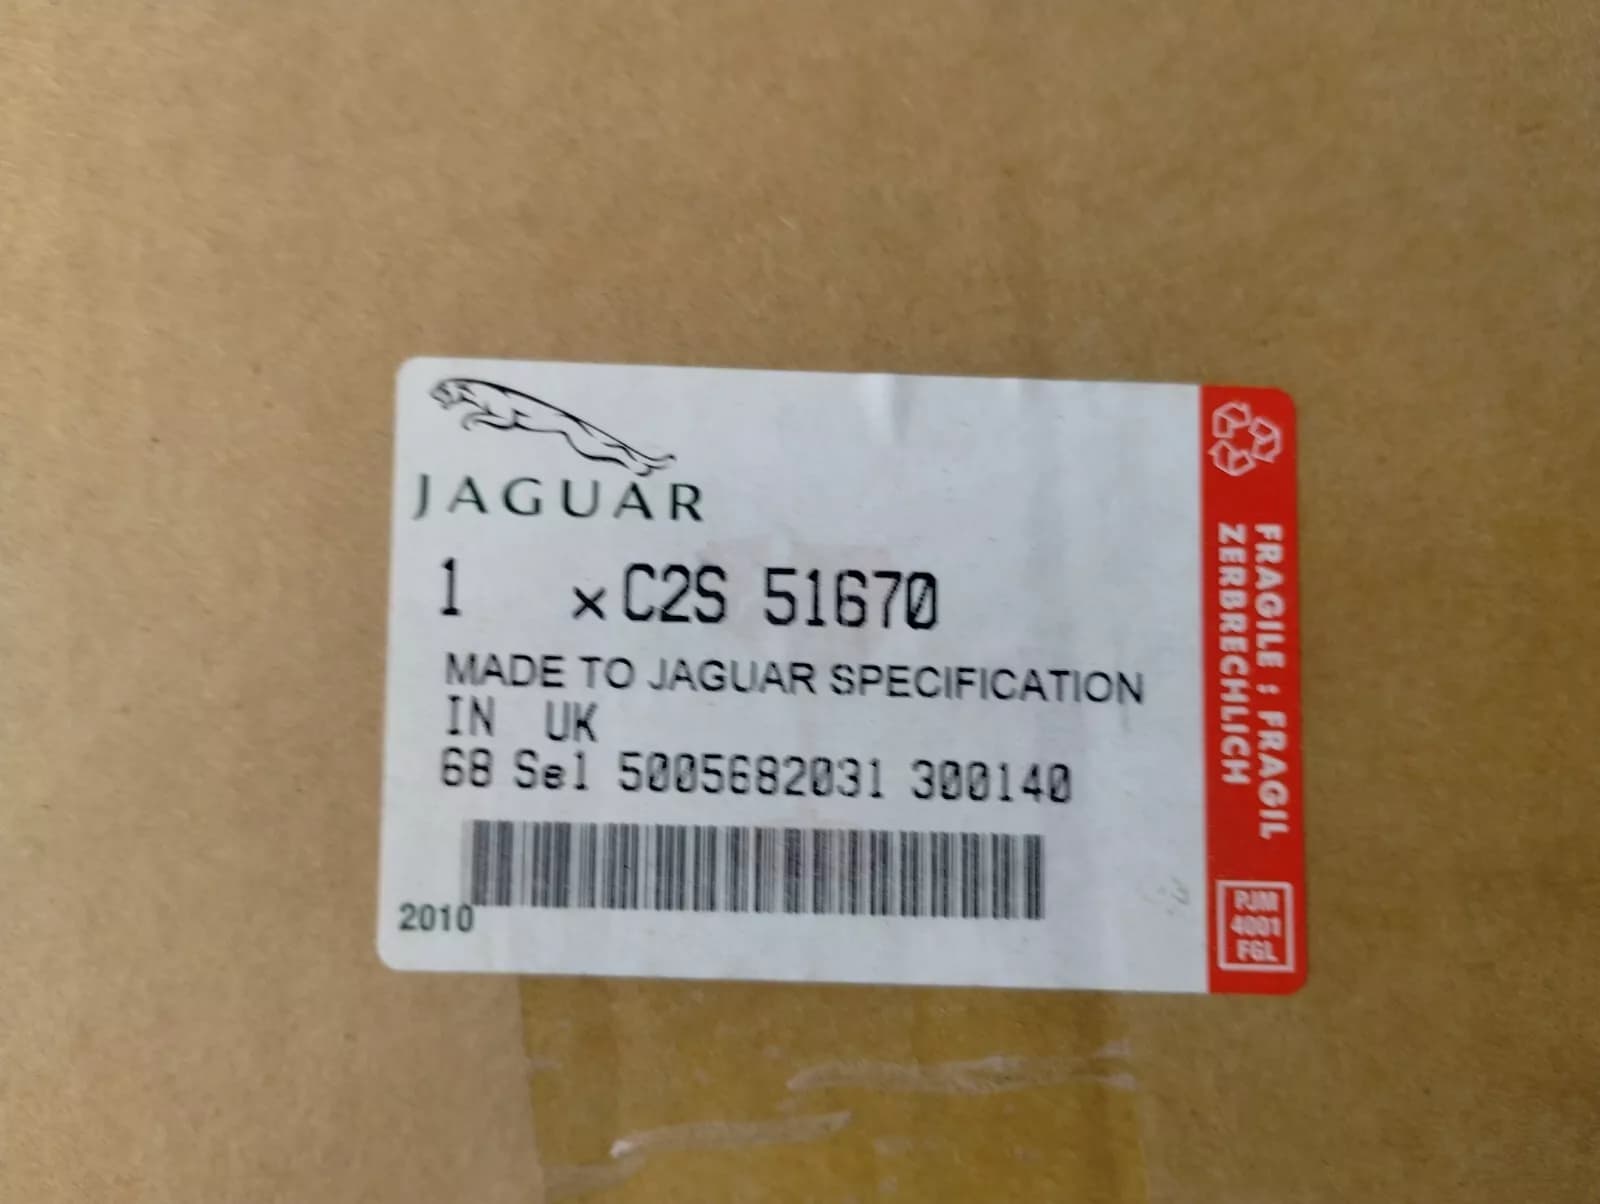 JAGUAR
1 x C2S 51670
MADE TO JAGUAR SPECIFICATION
IN UK
68 Sel 5005682031 300140
2010
FRAGILE : FRAGIL
ZERBRECHLICH
PJM
4001
FGL